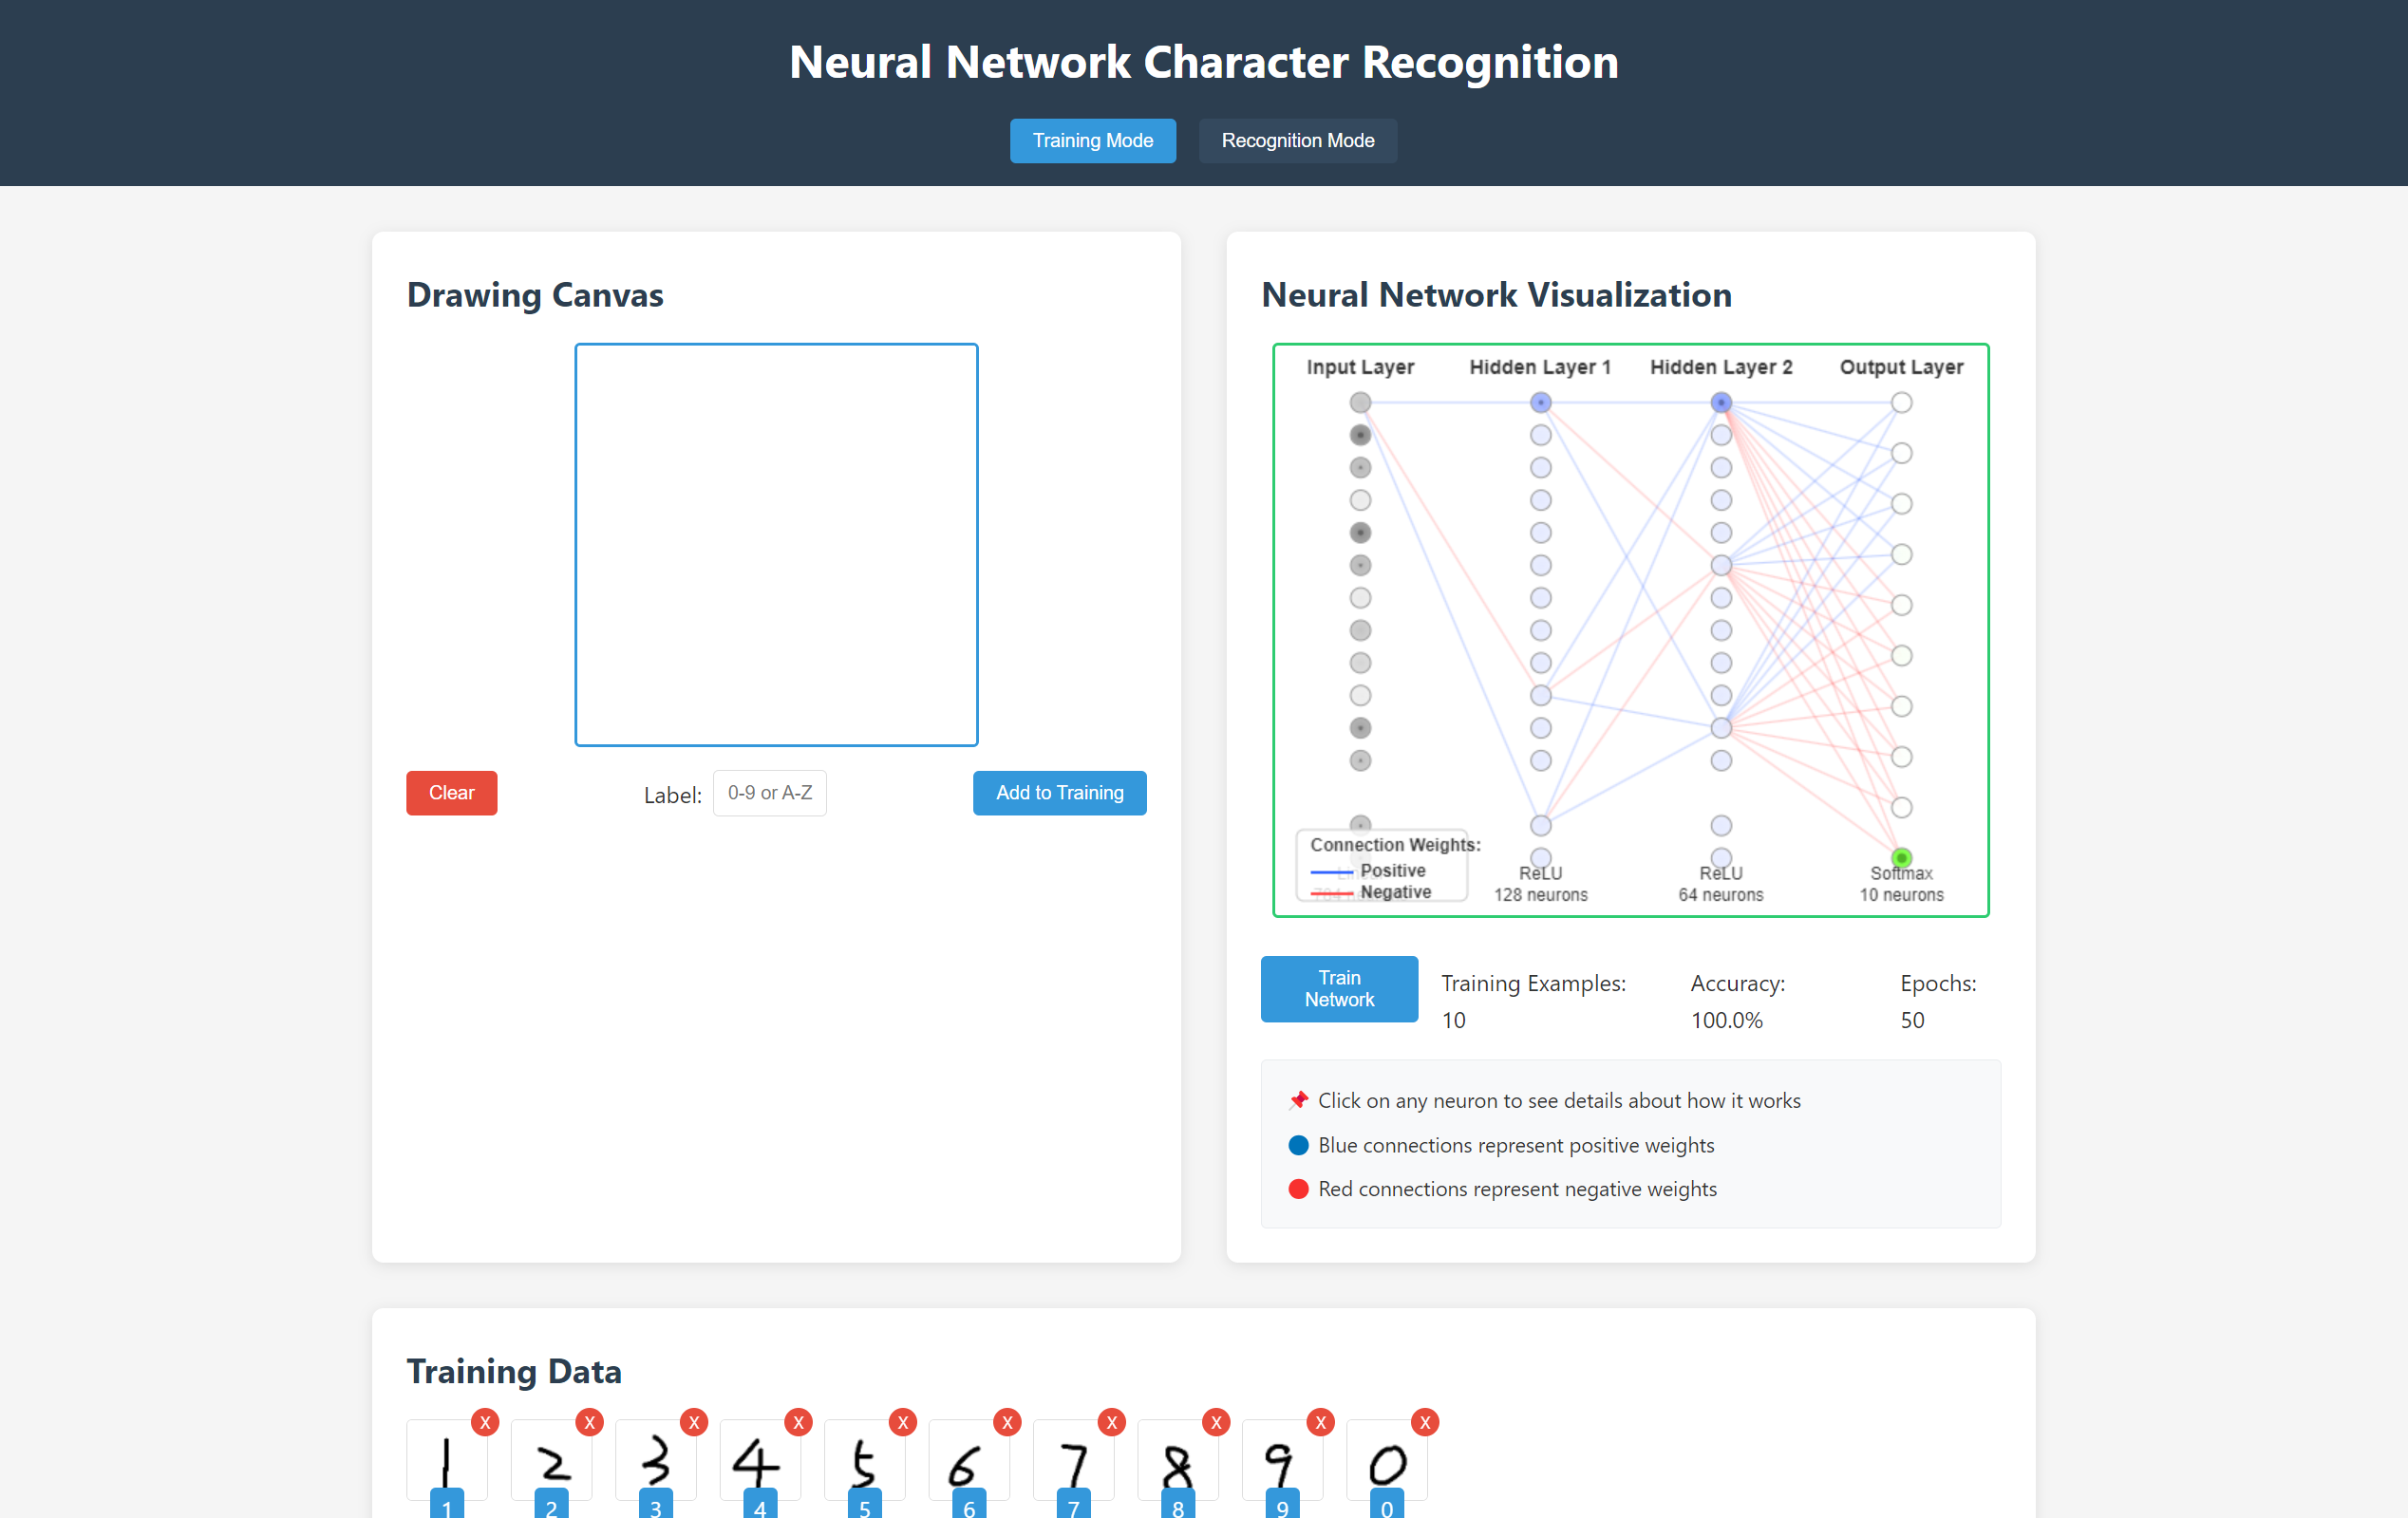 Neural Network Character Recognition
Training Mode
Recognition Mode
Drawing Canvas
Clear
Label:
0-9 or A-Z
Add to Training
Neural Network Visualization
Input Layer
Hidden Layer 1
Hidden Layer 2
Output Layer
Connection Weights:
Positive
Negative
ReLU
128 neurons
ReLU
64 neurons
Softmax
10 neurons
Train
Network
Training Examples:
10
Accuracy:
100.0%
Epochs:
50
Click on any neuron to see details about how it works
Blue connections represent positive weights
Red connections represent negative weights
Training Data
X X X X X X X X X X
1 2 3 4 5 6 7 8 9 0
1 2 3 4 5 6 7 8 9 0